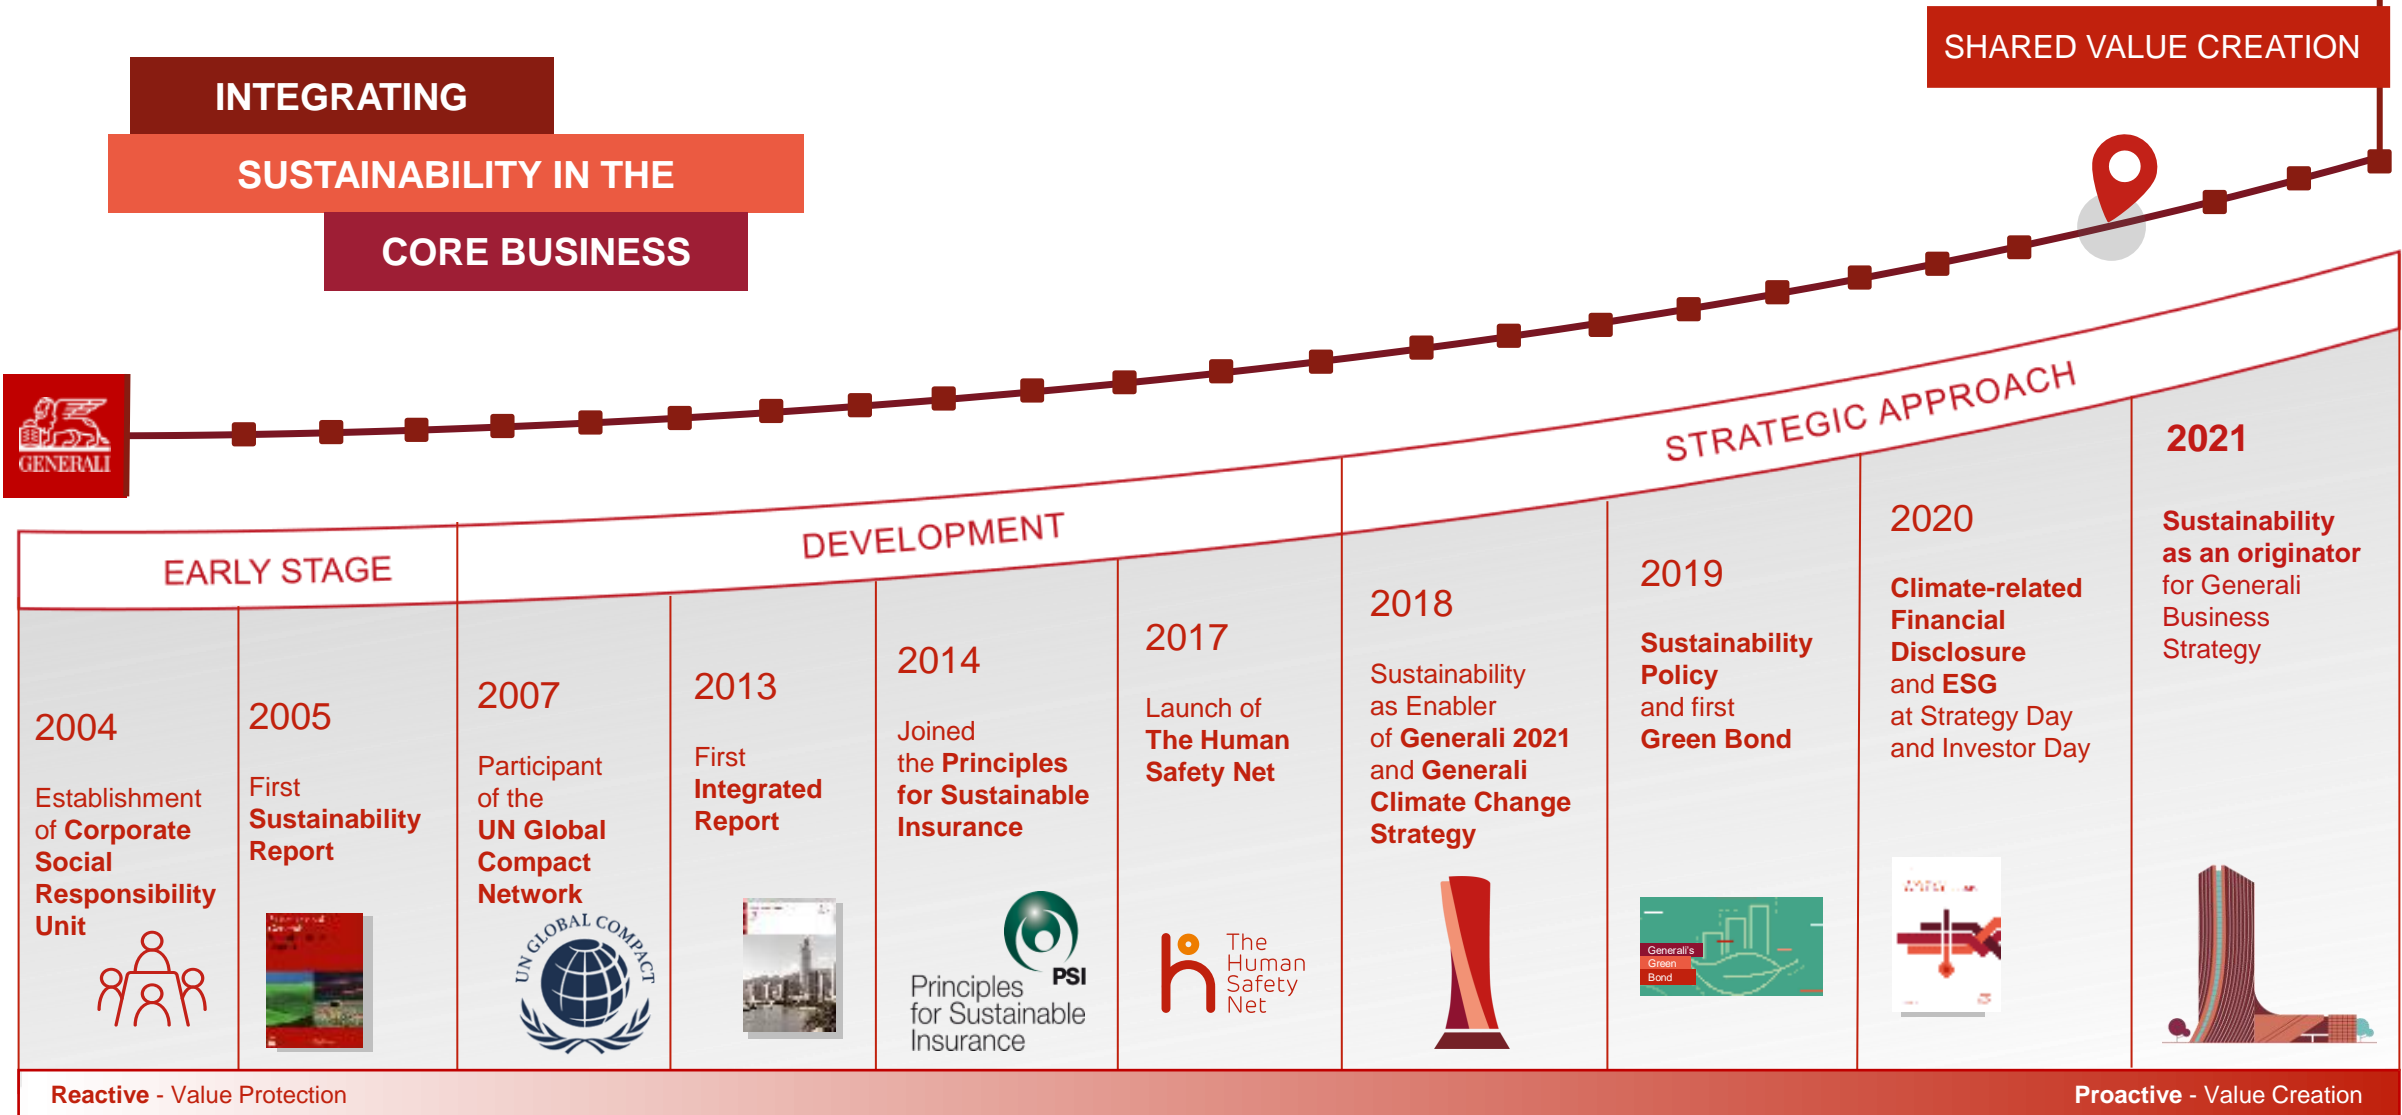 SHARED VALUE CREATION
INTEGRATING
SUSTAINABILITY IN THE
CORE BUSINESS
GENERALI
EARLY STAGE
DEVELOPMENT
STRATEGIC APPROACH
2004
Establishment
of Corporate
Social
Responsibility
Unit
2005
First
Sustainability
Report
2007
Participant
of the
UN Global
Compact
Network
UN GLOBAL COMPACT
2013
First
Integrated
Report
2014
Joined
the Principles
for Sustainable
Insurance
PSI
Principles
for Sustainable
Insurance
2017
Launch of
The Human
Safety Net
The
Human
Safety
Net
2018
Sustainability
as Enabler
of Generali 2021
and Generali
Climate Change
Strategy
2019
Sustainability
Policy
and first
Green Bond
Generali's
Green
Bond
2020
Climate-related
Financial
Disclosure
and ESG
at Strategy Day
and Investor Day
2021
Sustainability
as an originator
for Generali
Business
Strategy
Reactive - Value Protection
Proactive - Value Creation